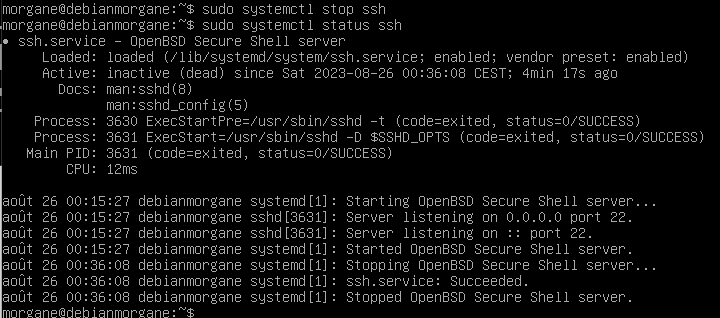 morgane@debianmorgane:~$ sudo systemctl stop ssh
morgane@debianmorgane:~$ sudo systemctl status ssh
● ssh.service - OpenBSD Secure Shell server
Loaded: loaded (/lib/systemd/system/ssh.service; enabled; vendor preset: enabled)
Active: inactive (dead) since Sat 2023-08-26 00:36:08 CEST; 4min 17s ago
Docs: man:sshd(8)
man:sshd_config(5)
Process: 3630 ExecStartPre=/usr/sbin/sshd -t (code=exited, status=0/SUCCESS)
Process: 3631 ExecStart=/usr/sbin/sshd -D $SSHD_OPTS (code=exited, status=0/SUCCESS)
Main PID: 3631 (code=exited, status=0/SUCCESS)
CPU: 12ms
août 26 00:15:27 debianmorgane systemd[1]: Starting OpenBSD Secure Shell server...
août 26 00:15:27 debianmorgane sshd[3631]: Server listening on 0.0.0.0 port 22.
août 26 00:15:27 debianmorgane sshd[3631]: Server listening on :: port 22.
août 26 00:15:27 debianmorgane systemd[1]: Started OpenBSD Secure Shell server.
août 26 00:36:08 debianmorgane systemd[1]: Stopping OpenBSD Secure Shell server...
août 26 00:36:08 debianmorgane systemd[1]: ssh.service: Succeeded.
août 26 00:36:08 debianmorgane systemd[1]: Stopped OpenBSD Secure Shell server.
morgane@debianmorgane:~$